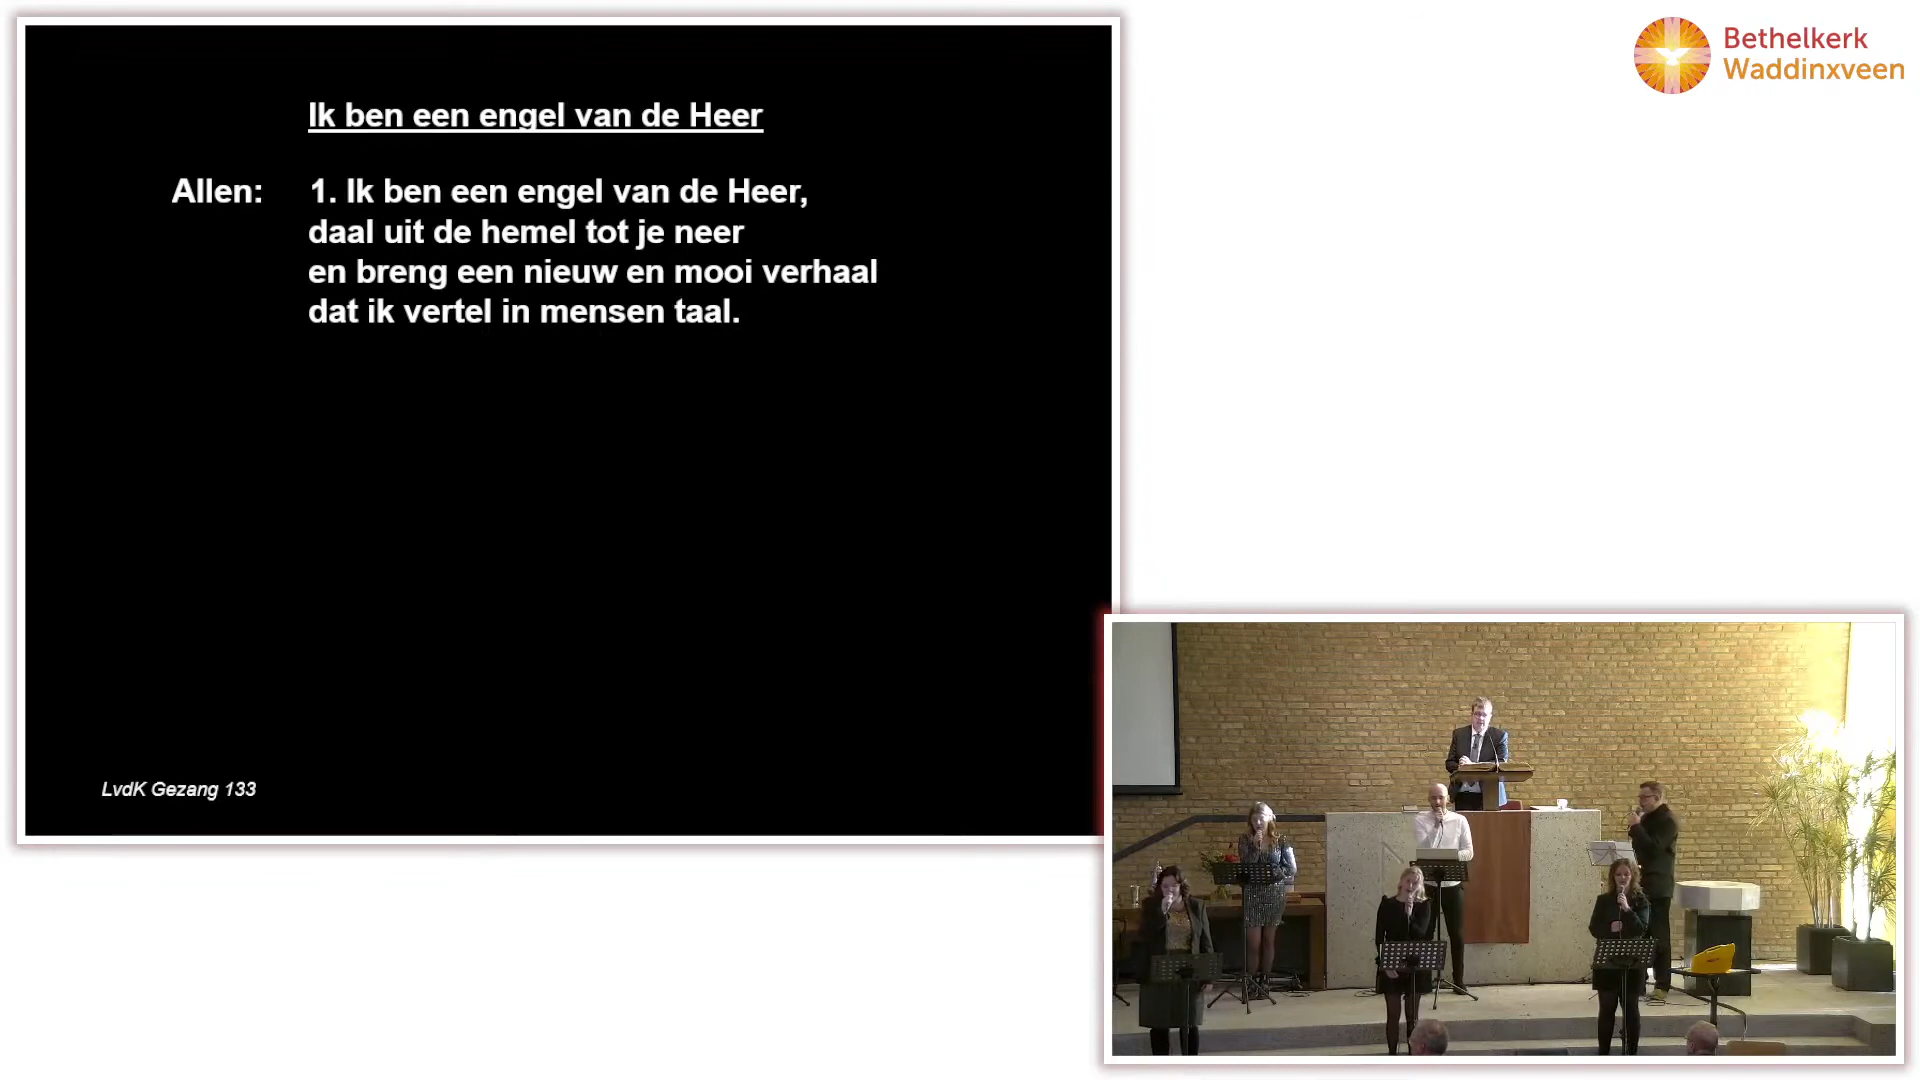 Ik ben een engel van de Heer
Allen: 1. Ik ben een engel van de Heer,
daal uit de hemel tot je neer
en breng een nieuw en mooi verhaal
dat ik vertel in mensen taal.
LvdK Gezang 133
Bethelkerk
Waddinxveen